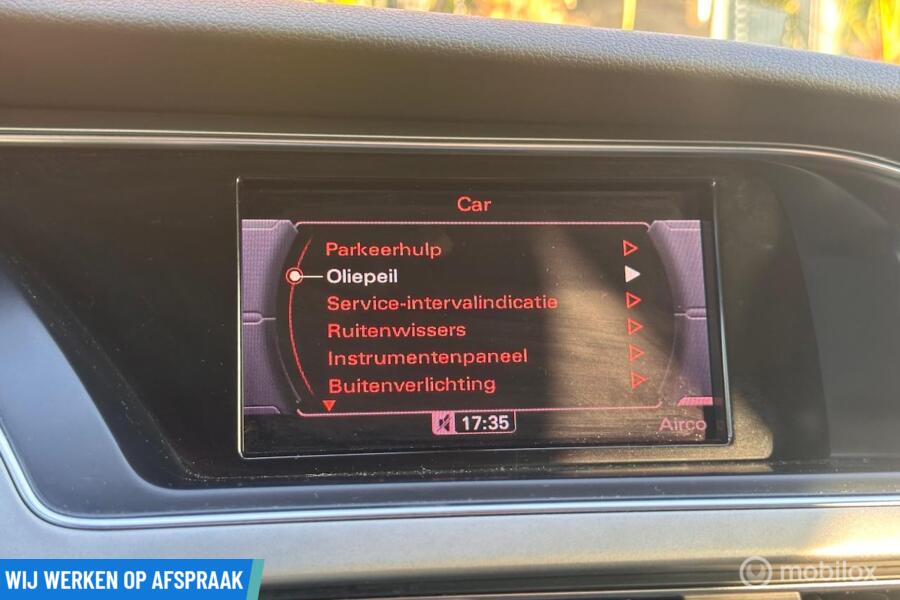 Car
Parkeerhulp
Oliepeil
Service-intervalindicatie
Ruitenwissers
Instrumentenpaneel
Buitenverlichting
17:35
Airco
WIJ WERKEN OP AFSPRAAK
mobilox